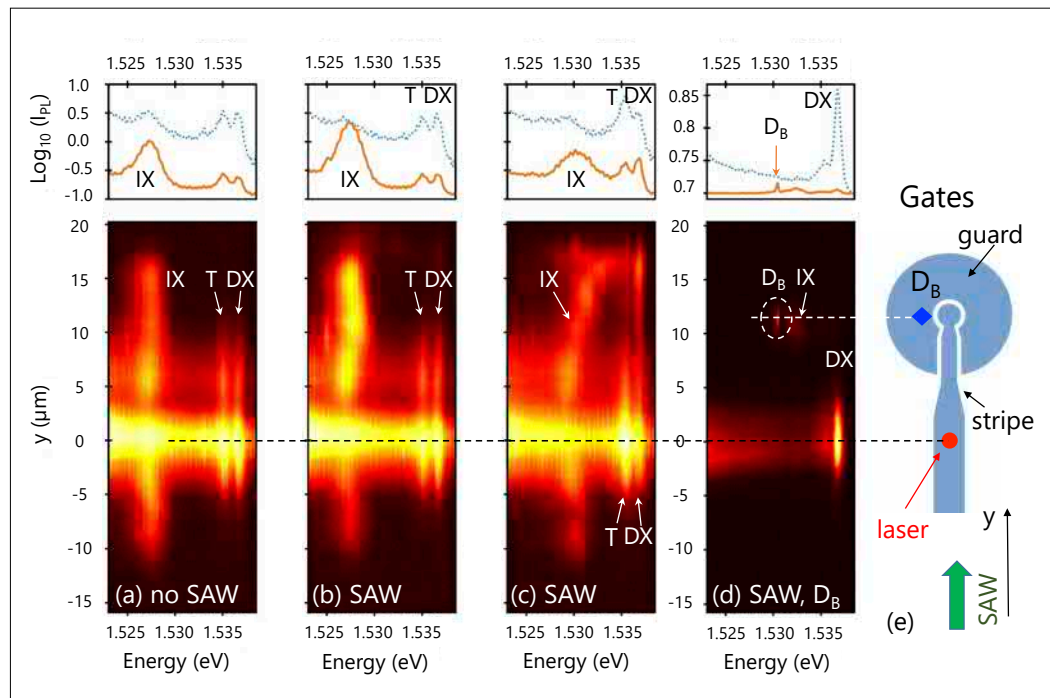 1.525 1.530 1.535 1.525 1.530 1.535 1.525 1.530 1.535 1.525 1.530 1.535
Log10 (IPL)
1.0
0.5
0.0
-0.5
-1.0
IX
T DX
IX
T DX
IX
0.85
0.8
0.75
0.7
DX
DB
y (μm)
20
15
10
5
0
-5
-10
-15
IX T DX
(a) no SAW
IX T DX
(b) SAW
IX
T DX
(c) SAW
DB IX
DX
(d) SAW, DB
1.525 1.530 1.535 1.525 1.530 1.535 1.525 1.530 1.535 1.525 1.530 1.535
Energy (eV) Energy (eV) Energy (eV) Energy (eV)
Gates
guard
DB
stripe
laser
y
SAW
(e)